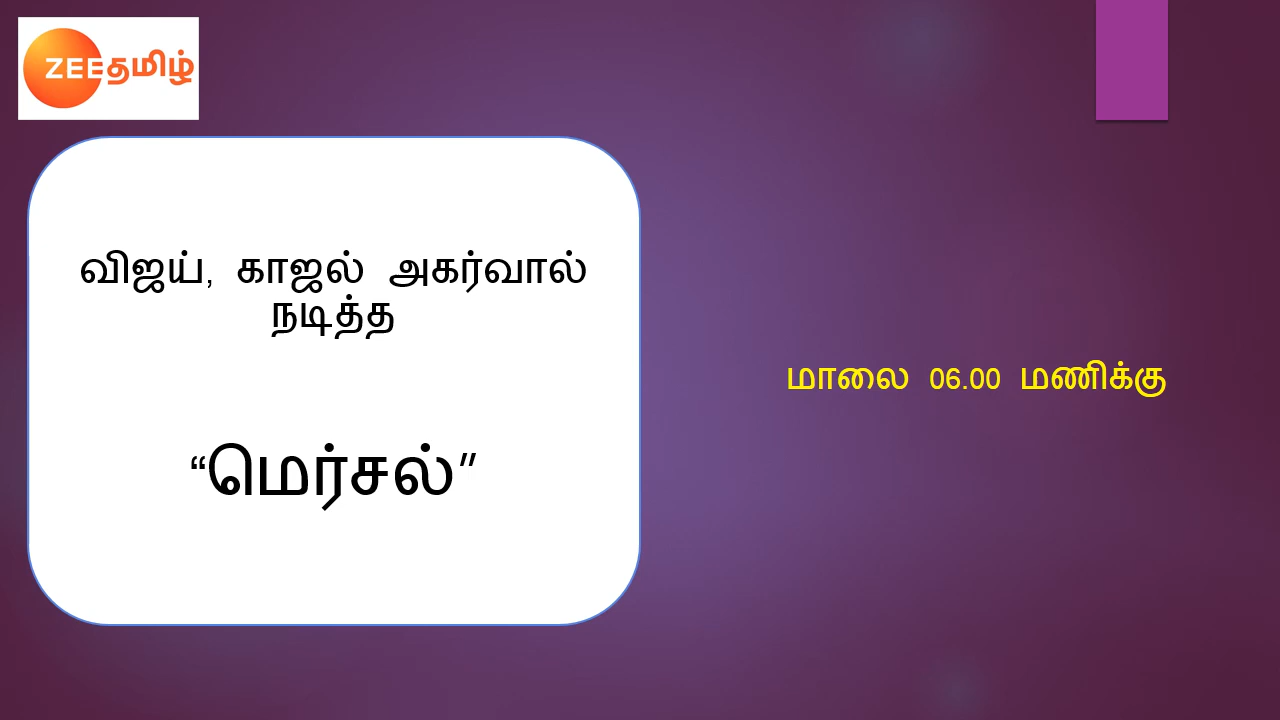 ZEEதமிழ்
விஜய், காஜல் அகர்வால்
நடித்த
“மெர்சல்”
மாலை 06.00 மணிக்கு